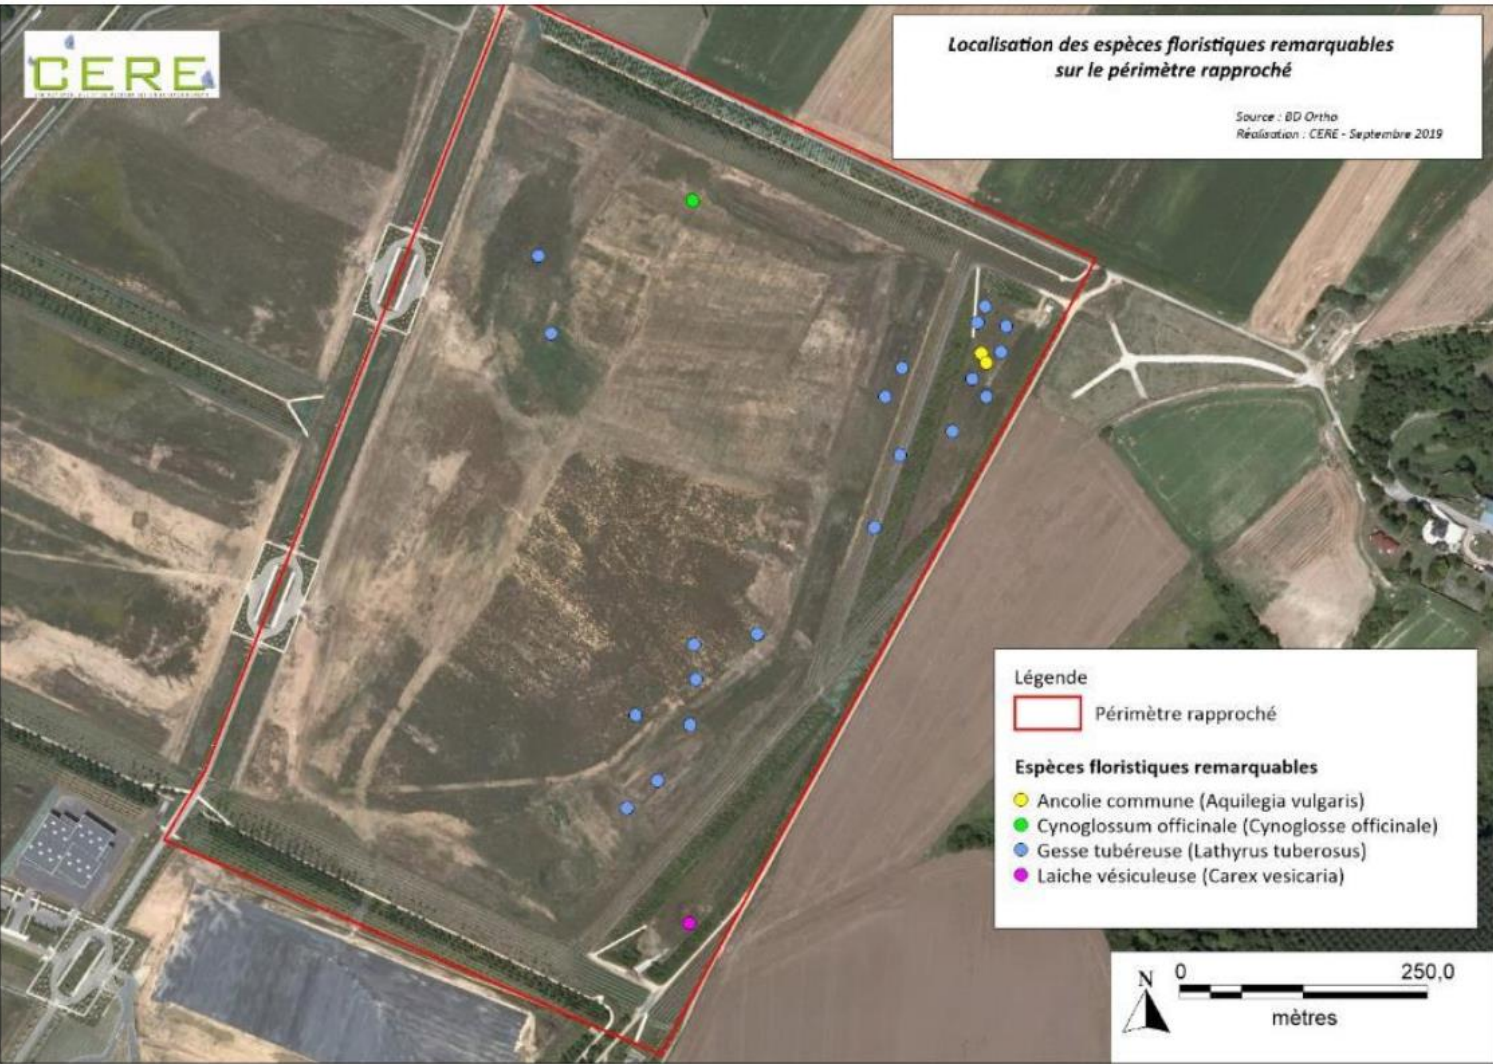 CERE
Localisation des espèces floristiques remarquables
sur le périmètre rapproché
Source : BD Ortho
Réalisation : CERE - Septembre 2019
Légende
Périmètre rapproché
Espèces floristiques remarquables
Ancolie commune (Aquilegia vulgaris)
Cynoglossum officinale (Cynoglosse officinale)
Gesse tubéreuse (Lathyrus tuberosus)
Laiche vésiculeuse (Carex vesicaria)
N
0 250,0
mètres